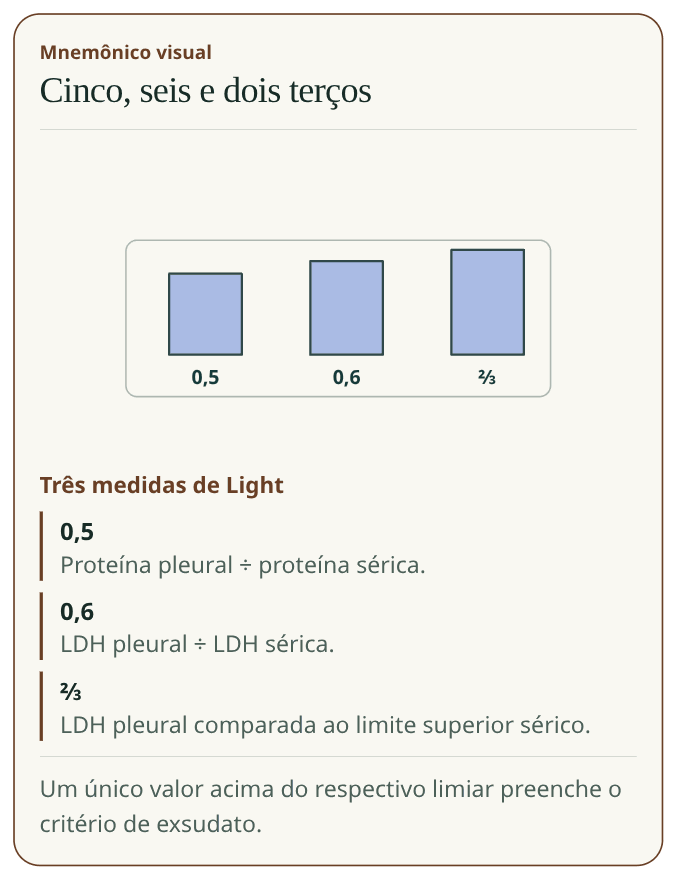 Mnemônico visual
Cinco, seis e dois terços
0,5
0,6
⅔
Três medidas de Light
0,5
Proteína pleural ÷ proteína sérica.
0,6
LDH pleural ÷ LDH sérica.
⅔
LDH pleural comparada ao limite superior sérico.
Um único valor acima do respectivo limiar preenche o
critério de exsudato.